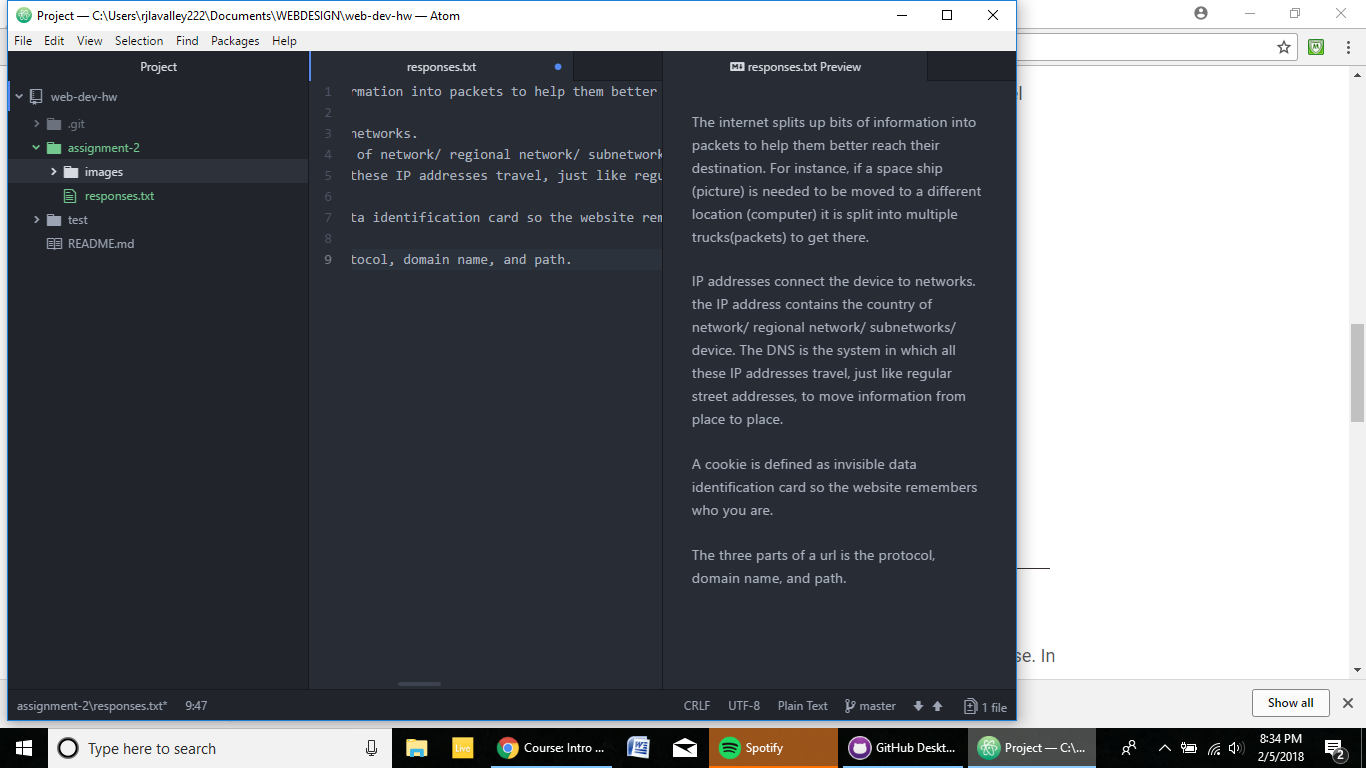 Project — C:\Users\rjlavalley222\Documents\WEBDESIGN\web-dev-hw — Atom
File Edit View Selection Find Packages Help
Project
responses.txt
responses.txt Preview
web-dev-hw
.git
assignment-2
images
responses.txt
test
README.md
1 rmation into packets to help them better
2
3 networks.
4 of network/ regional network/ subnetwork
5 these IP addresses travel, just like regu
6
7 ta identification card so the website rem
8
9 tocol, domain name, and path.
The internet splits up bits of information into
packets to help them better reach their
destination. For instance, if a space ship
(picture) is needed to be moved to a different
location (computer) it is split into multiple
trucks(packets) to get there.
IP addresses connect the device to networks.
the IP address contains the country of
network/ regional network/ subnetworks/
device. The DNS is the system in which all
these IP addresses travel, just like regular
street addresses, to move information from
place to place.
A cookie is defined as invisible data
identification card so the website remembers
who you are.
The three parts of a url is the protocol,
domain name, and path.
se. In
assignment-2\responses.txt* 9:47
CRLF UTF-8 Plain Text master 1 file
Show all
Type here to search
Live
Course: Intro ...
Spotify
GitHub Deskt...
Project — C:\...
8:34 PM
2/5/2018
2